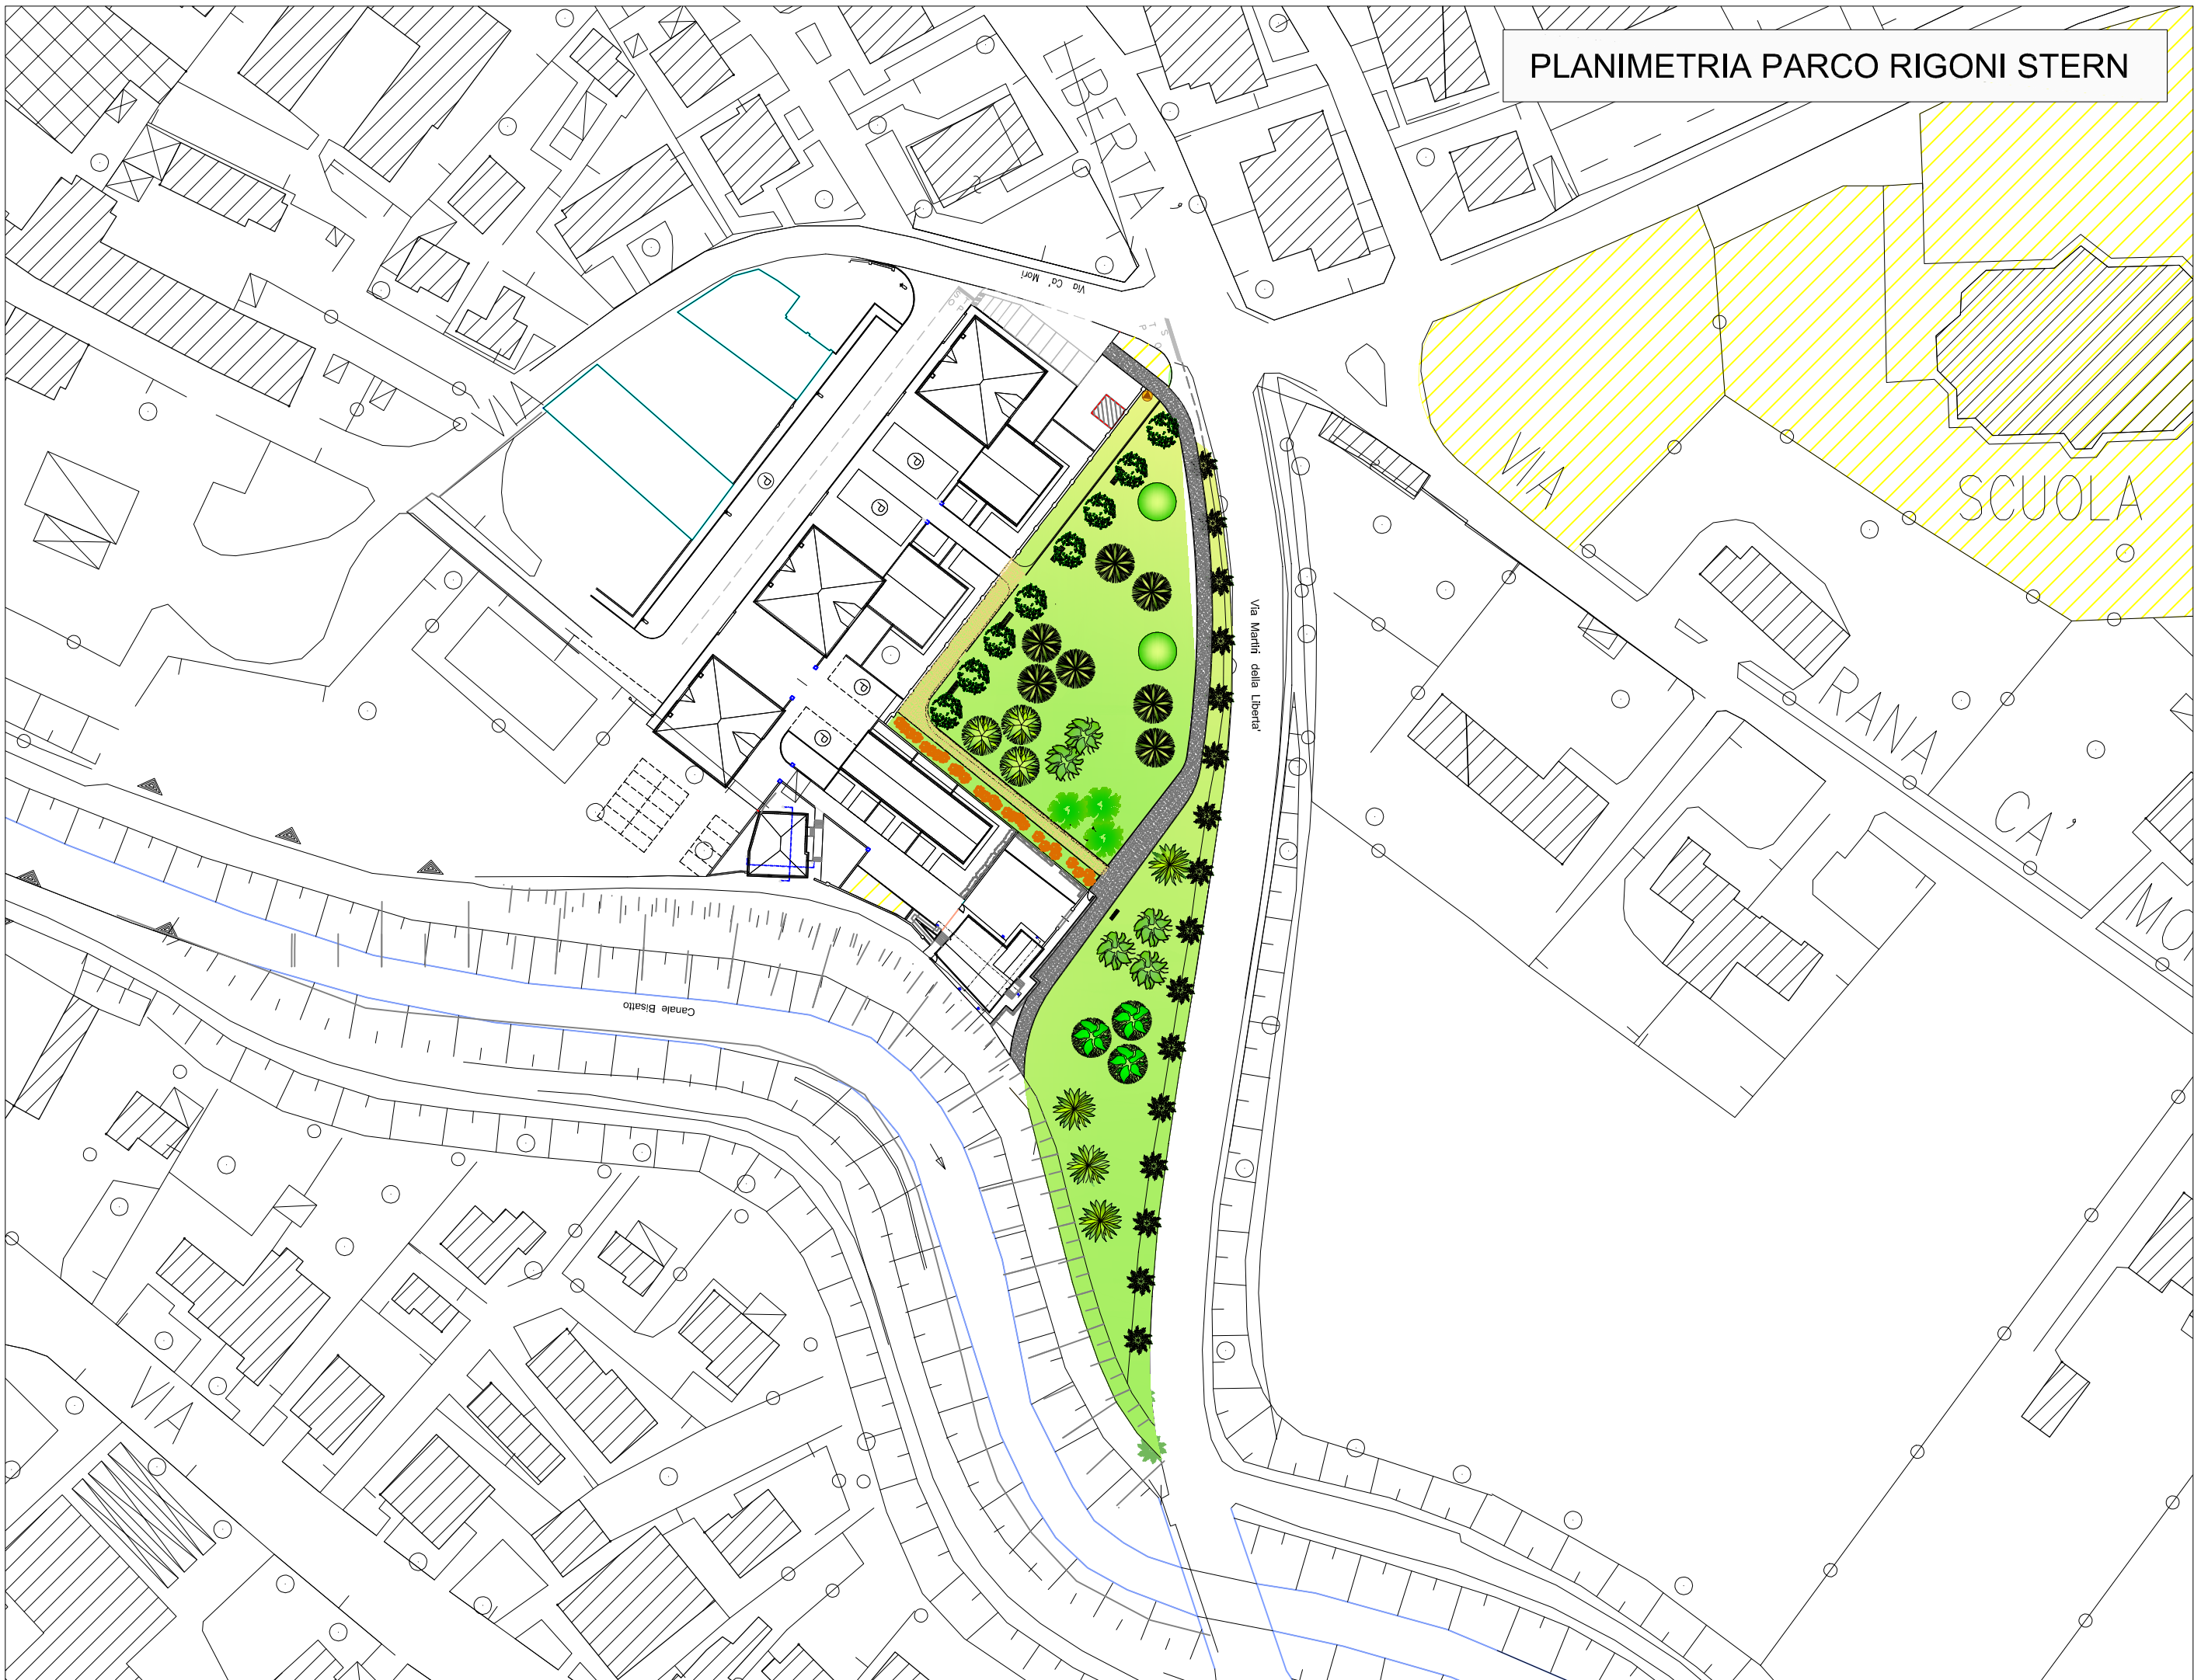 PLANIMETRIA PARCO RIGONI STERN
LIBERTA'
Via Ca' Mori
STOP
P
P
P
P
P
VIA
SCUOLA
Via Martiri della Liberta'
RANA
CA'
MO
Canale Bisatto
VIA